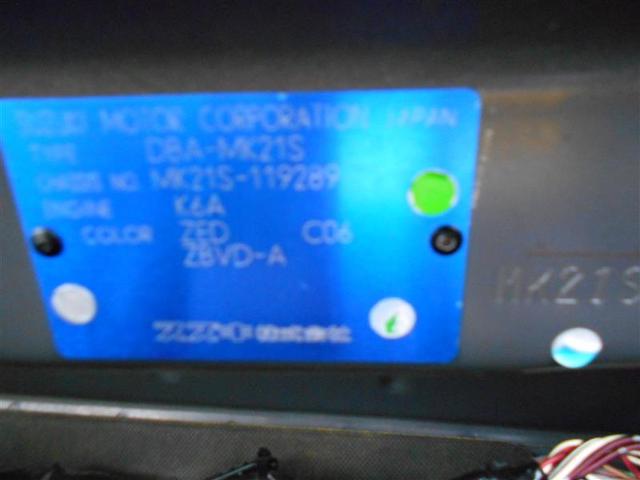 SUZUKI MOTOR CORPORATION JAPAN
TYPE DBA-MK21S
CHASSIS NO. MK21S-119289
ENGINE K6A
COLOR ZED C06
ZBVD-A
MK21S